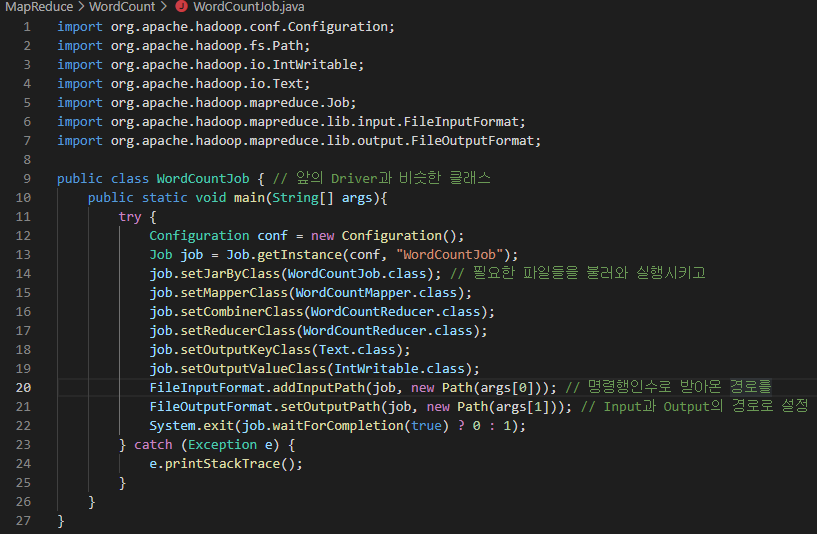 MapReduce > WordCount > J WordCountJob.java
1 import org.apache.hadoop.conf.Configuration;
2 import org.apache.hadoop.fs.Path;
3 import org.apache.hadoop.io.IntWritable;
4 import org.apache.hadoop.io.Text;
5 import org.apache.hadoop.mapreduce.Job;
6 import org.apache.hadoop.mapreduce.lib.input.FileInputFormat;
7 import org.apache.hadoop.mapreduce.lib.output.FileOutputFormat;
8
9 public class WordCountJob { // 앞의 Driver과 비슷한 클래스
10     public static void main(String[] args){
11         try {
12             Configuration conf = new Configuration();
13             Job job = Job.getInstance(conf, "WordCountJob");
14             job.setJarByClass(WordCountJob.class); // 필요한 파일들을 불러와 실행시키고
15             job.setMapperClass(WordCountMapper.class);
16             job.setCombinerClass(WordCountReducer.class);
17             job.setReducerClass(WordCountReducer.class);
18             job.setOutputKeyClass(Text.class);
19             job.setOutputValueClass(IntWritable.class);
20             FileInputFormat.addInputPath(job, new Path(args[0])); // 명령행인수로 받아온 경로를
21             FileOutputFormat.setOutputPath(job, new Path(args[1])); // Input과 Output의 경로로 설정
22             System.exit(job.waitForCompletion(true) ? 0 : 1);
23         } catch (Exception e) {
24             e.printStackTrace();
25         }
26     }
27 }